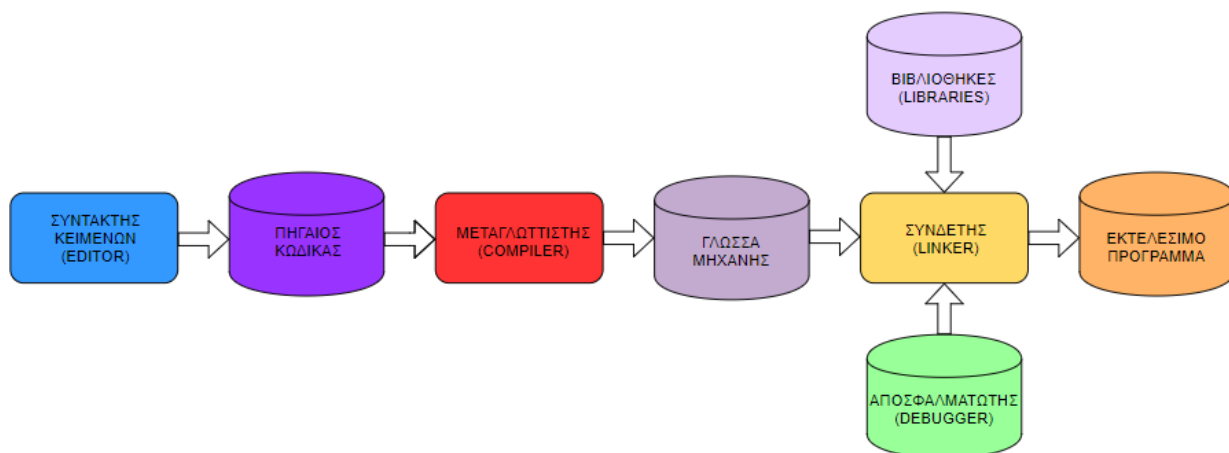 ΒΙΒΛΙΟΘΗΚΕΣ
(LIBRARIES)
ΣΥΝΤΑΚΤΗΣ
ΚΕΙΜΕΝΩΝ
(EDITOR)
ΠΗΓΑΙΟΣ
ΚΩΔΙΚΑΣ
ΜΕΤΑΓΛΩΤΤΙΣΤΗΣ
(COMPILER)
ΓΛΩΣΣΑ
ΜΗΧΑΝΗΣ
ΣΥΝΔΕΤΗΣ
(LINKER)
ΕΚΤΕΛΕΣΙΜΟ
ΠΡΟΓΡΑΜΜΑ
ΑΠΟΣΦΑΛΜΑΤΩΤΗΣ
(DEBUGGER)